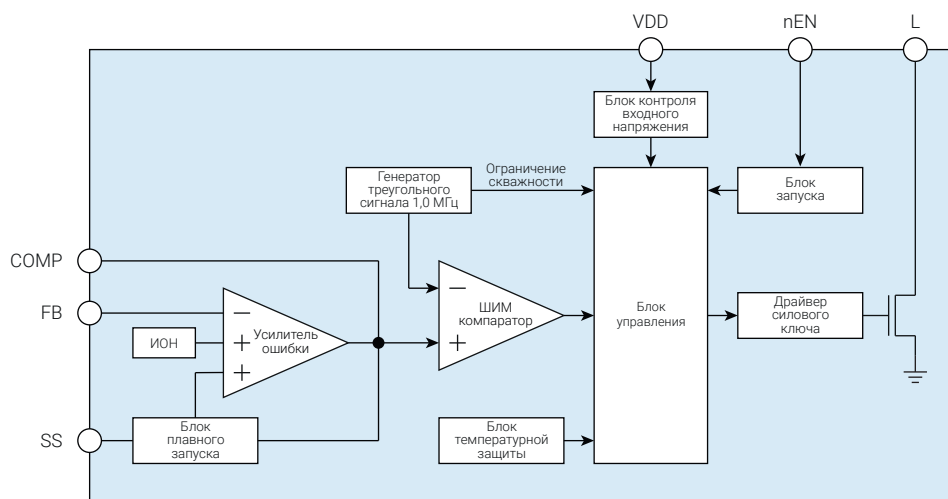 VDD
nEN
L
Блок контроля
входного
напряжения
Генератор
треугольного
сигнала 1,0 МГц
Ограничение
скважности
Блок
запуска
COMP
FB
ИОН
−
+
+
Усилитель
ошибки
−
+
ШИМ
компаратор
Блок
управления
Драйвер
силового
ключа
SS
Блок
плавного
запуска
Блок
температурной
защиты